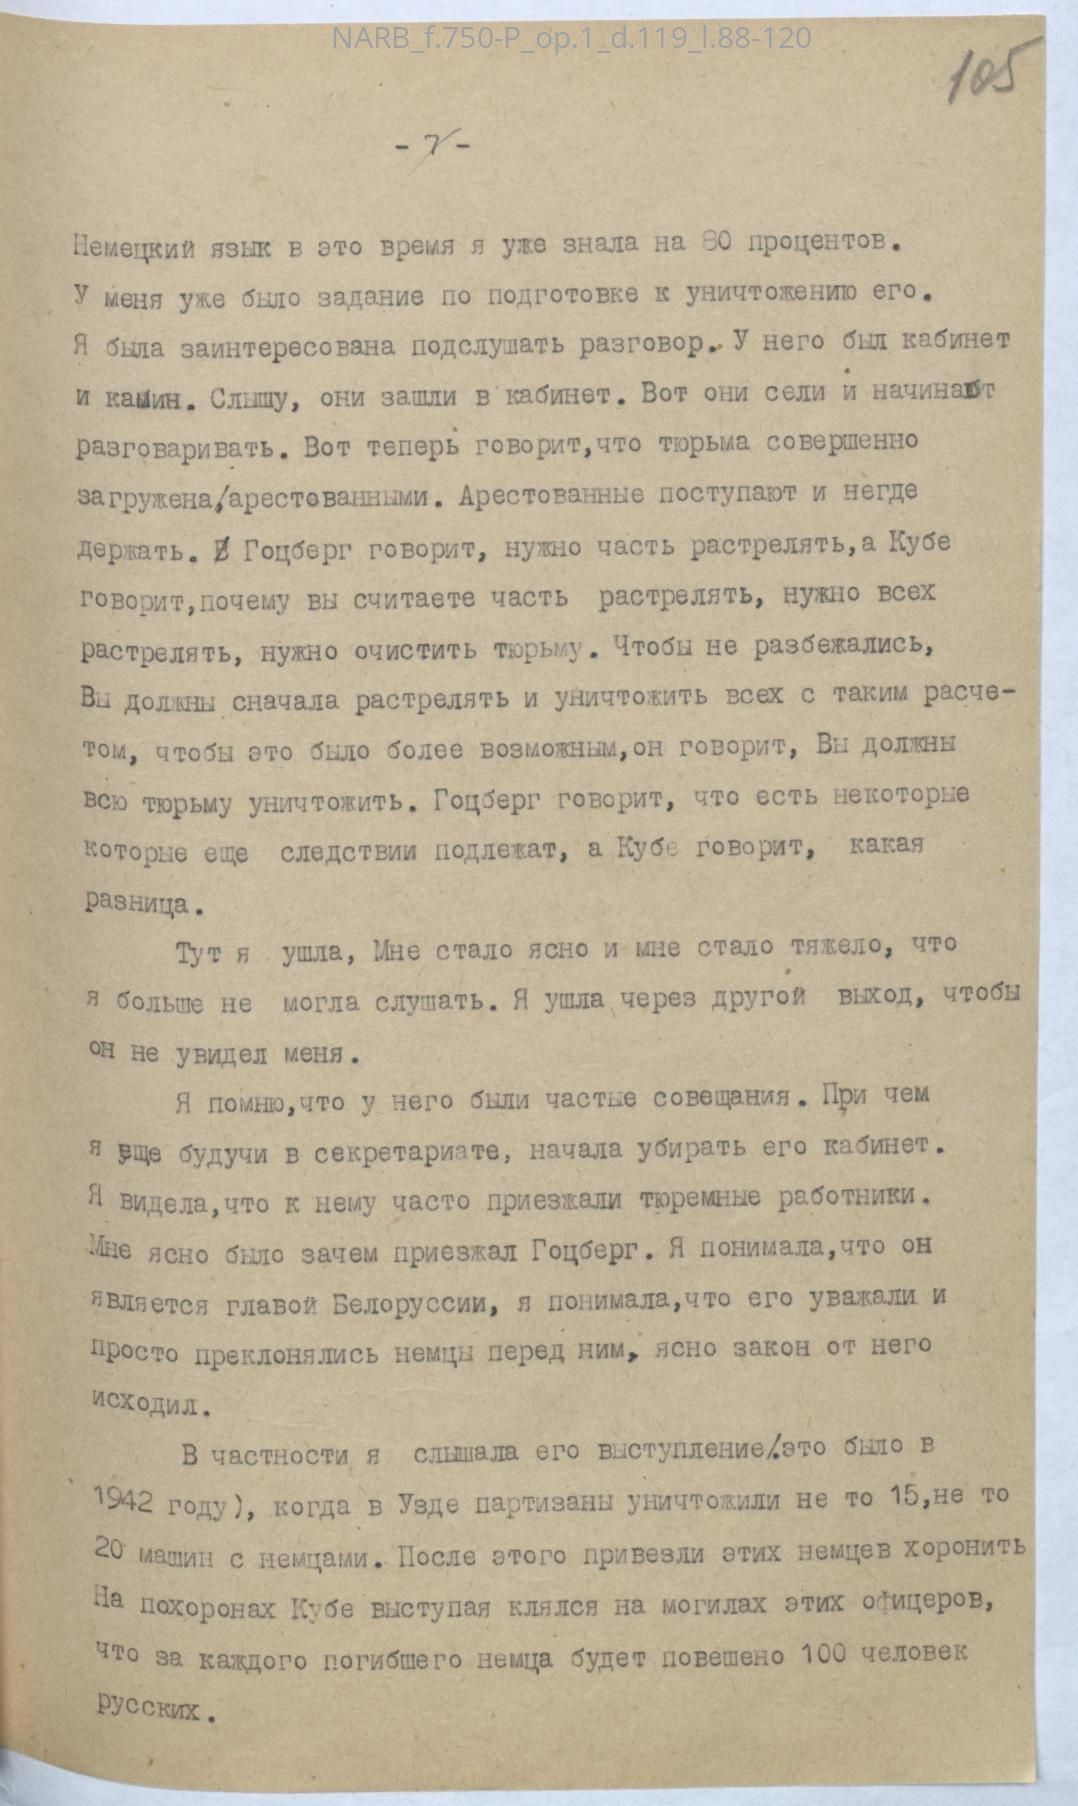 NARB_f.750-P_op.1_d.119_l.88-120
105
- 7 -
Немецкий язык в это время я уже знала на 80 процентов.
У меня уже было задание по подготовке к уничтожению его.
Я была заинтересована подслушать разговор. У него был кабинет
и камин. Слышу, они зашли в кабинет. Вот они сели и начинают
разговаривать. Вот теперь говорит,что тюрьма совершенно
загружена/арестованными. Арестованные поступают и негде
держать. В Гоцберг говорит, нужно часть растрелять,а Кубе
говорит,почему вы считаете часть растрелять, нужно всех
растрелять, нужно очистить тюрьму. Чтобы не разбежались,
Вы должны сначала растрелять и уничтожить всех с таким расче-
том, чтобы это было более возможным,он говорит, Вы должны
всю тюрьму уничтожить. Гоцберг говорит, что есть некоторые
которые еще следствии подлежат, а Кубе говорит, какая
разница.
Тут я ушла, Мне стало ясно и мне стало тяжело, что
я больше не могла слушать. Я ушла через другой выход, чтобы
он не увидел меня.
Я помню,что у него были частые совещания. При чем
я еще будучи в секретариате, начала убирать его кабинет.
Я видела,что к нему часто приезжали тюремные работники.
Мне ясно было зачем приезжал Гоцберг. Я понимала,что он
является главой Белоруссии, я понимала,что его уважали и
просто преклонялись немцы перед ним, ясно закон от него
исходил.
В частности я слышала его выступление/.это было в
1942 году), когда в Узде партизаны уничтожили не то 15,не то
20 машин с немцами. После этого привезли этих немцев хоронить
На похоронах Кубе выступая клялся на могилах этих офицеров,
что за каждого погибшего немца будет повешено 100 человек
русских.